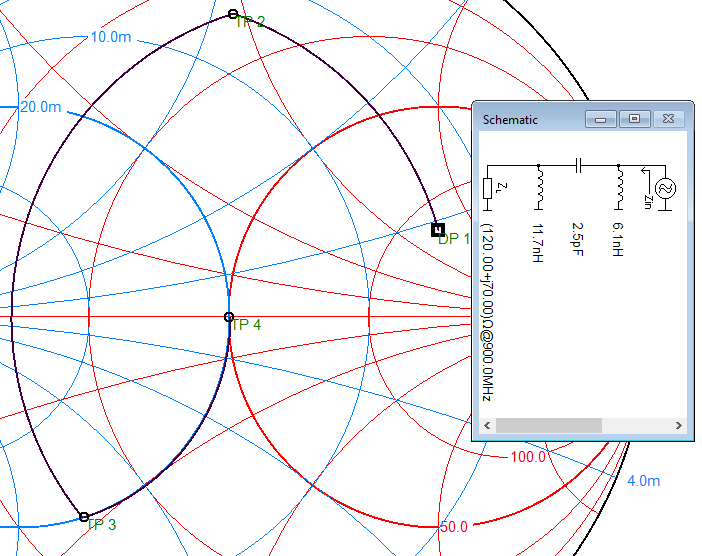 TP 2
10.0m
20.0m
Schematic
Z_L
Zin
(120.00+j70.00)Ω@900.0MHz
11.7nH
2.5pF
6.1nH
DP 1
TP 4
100.0
4.0m
TP 3
50.0